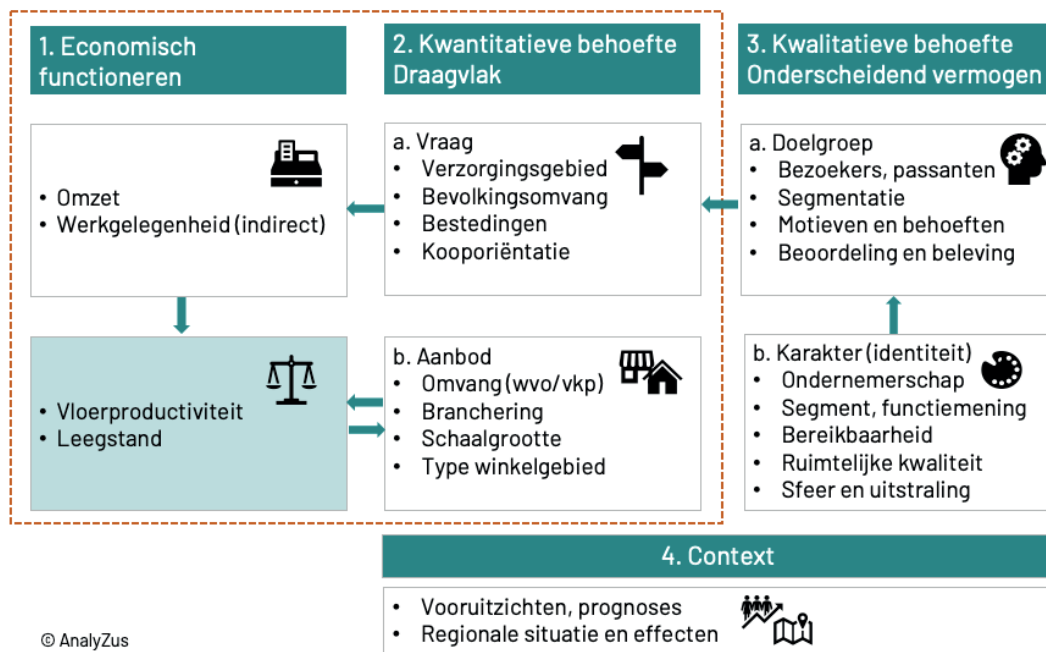 1. Economisch
functioneren
• Omzet
• Werkgelegenheid (indirect)
• Vloerproductiviteit
• Leegstand
2. Kwantitatieve behoefte
Draagvlak
a. Vraag
• Verzorgingsgebied
• Bevolkingsomvang
• Bestedingen
• Kooporiëntatie
b. Aanbod
• Omvang (wvo/vkp)
• Branchering
• Schaalgrootte
• Type winkelgebied
3. Kwalitatieve behoefte
Onderscheidend vermogen
a. Doelgroep
• Bezoekers, passanten
• Segmentatie
• Motieven en behoeften
• Beoordeling en beleving
b. Karakter (identiteit)
• Ondernemerschap
• Segment, functiemening
• Bereikbaarheid
• Ruimtelijke kwaliteit
• Sfeer en uitstraling
4. Context
• Vooruitzichten, prognoses
• Regionale situatie en effecten
© AnalyZus